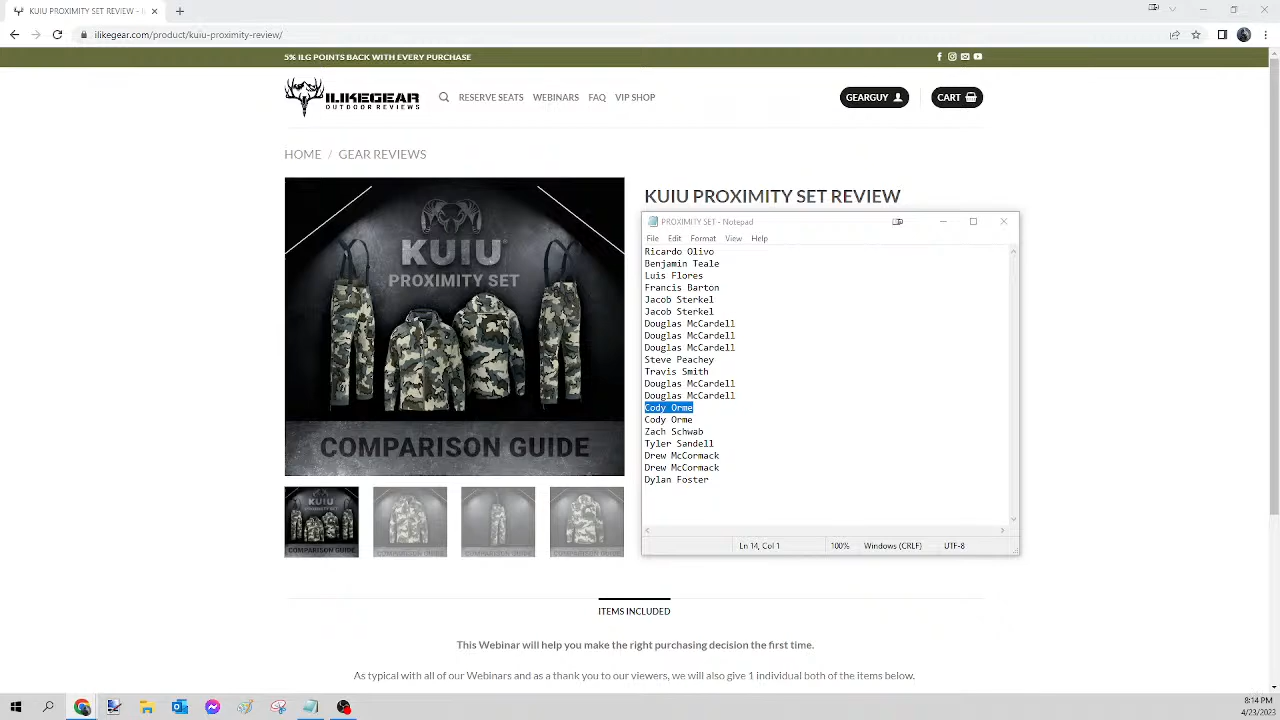 KUIU PROXIMITY SET REVIEW – I
ilikegear.com/product/kuiu-proximity-review/
5% ILG POINTS BACK WITH EVERY PURCHASE
ILIKEGEAR
OUTDOOR REVIEWS
RESERVE SEATS
WEBINARS
FAQ
VIP SHOP
GEARGUY
CART
HOME / GEAR REVIEWS
KUIU
PROXIMITY SET
COMPARISON GUIDE
KUIU PROXIMITY SET REVIEW
PROXIMITY SET - Notepad
File Edit Format View Help
Ricardo Olivo
Benjamin Teale
Luis Flores
Francis Barton
Jacob Sterkel
Jacob Sterkel
Douglas McCardell
Douglas McCardell
Douglas McCardell
Steve Peachey
Travis Smith
Douglas McCardell
Douglas McCardell
Cody Orme
Cody Orme
Zach Schwab
Tyler Sandell
Drew McCormack
Drew McCormack
Dylan Foster
Ln 14, Col 1
100%
Windows (CRLF)
UTF-8
KUIU
COMPARISON GUIDE
ITEMS INCLUDED
This Webinar will help you make the right purchasing decision the first time.
As typical with all of our Webinars and as a thank you to our viewers, we will also give 1 individual both of the items below.
8:14 PM
4/23/2023